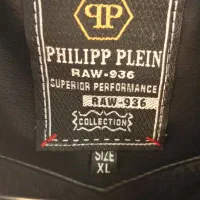 PP
PHILIPP PLEIN
RAW-936
SUPERIOR PERFORMANCE
RAW-936
COLLECTION
SIZE
XL